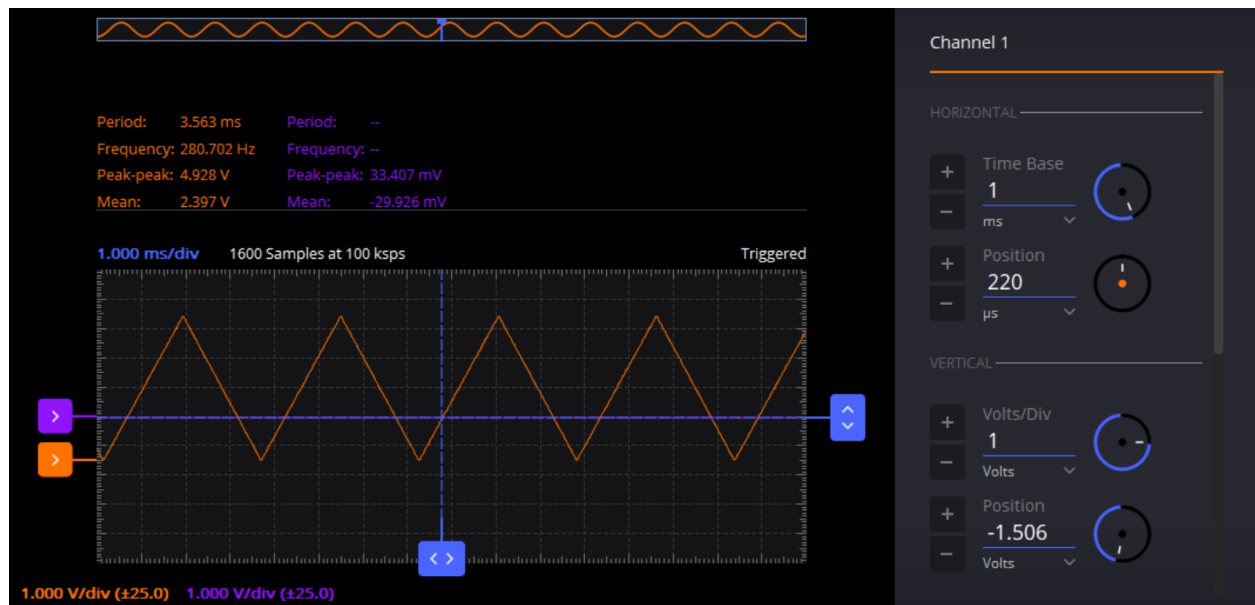 Channel 1
HORIZONTAL
Period: 3.563 ms Period: --
Time Base
Frequency: 280.702 Hz Frequency: --
1
Peak-peak: 4.928 V Peak-peak: 33.407 mV
Mean: 2.397 V Mean: -29.926 mV
ms
1.000 ms/div 1600 Samples at 100 ksps Triggered
Position
220
µs
VERTICAL
Volts/Div
1
Volts
Position
-1.506
Volts
1.000 V/div (±25.0) 1.000 V/div (±25.0)